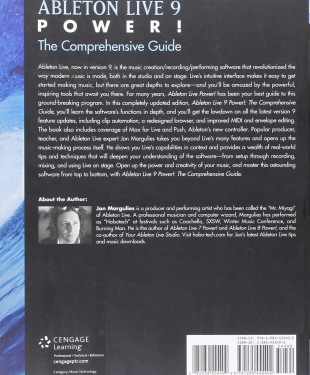 ABLETON LIVE 9
POWER!
The Comprehensive Guide
Ableton Live, now in version 9, is the music creation/recording/performing software that revolutionized the
way modern music is made, both in the studio and on stage. Live's intuitive interface makes it easy to get
started making music, but there are great depths to explore—and you'll be amazed by the powerful,
inspiring tools that await you there. For many years, Ableton Live Power! has been your best guide to this
ground-breaking program. In this completely updated edition, Ableton Live 9 Power!: The Comprehensive
Guide, you'll learn the software's functions in depth, and you'll get the lowdown on all the latest version 9
feature updates, including clip automation, a redesigned browser, and improved MIDI and envelope editing.
The book also includes coverage of Max for Live and Push, Ableton's new controller. Popular producer,
teacher, and Ableton Live expert Jon Margulies takes you beyond Live's many features and opens up the
music-making process itself. He shows you Live's capabilities in context and provides a wealth of real-world
tips and techniques that will deepen your understanding of the software—from setup through recording,
mixing, and using Live on stage. Open up the power and creativity of your music, and master this astounding
software from top to bottom, with Ableton Live 9 Power!: The Comprehensive Guide.
About the Author:
Jon Margulies is a producer and performing artist who has been called the "Mr. Miyagi"
of Ableton Live. A professional musician and computer wizard, Margulies has performed
as "Hobotech" at festivals such as Coachella, SXSW, Winter Music Conference, and
Burning Man. He is the author of Ableton Live 7 Power! and Ableton Live 8 Power!, and the
co-author of Your Ableton Live Studio. Visit hobo-tech.com for Jon's latest Ableton Live tips
and music downloads.
CENGAGE
Learning
Professional • Technical • Reference
cengageptr.com
Category: Music Technology